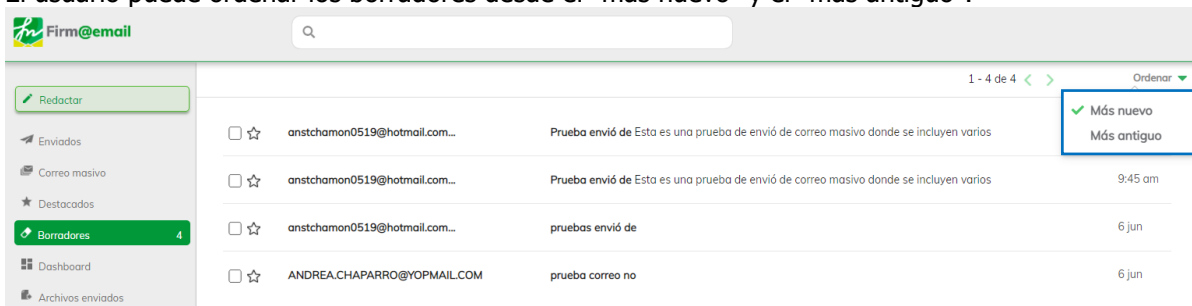 El usuario puede ordenar los borradores desde el "más nuevo" y el "más antiguo".
Firm@email
1 - 4 de 4
Ordenar
Redactar
Más nuevo
Más antiguo
Enviados
anstchamon0519@hotmail.com... Prueba envió de Esta es una prueba de envió de correo masivo donde se incluyen varios
Correo masivo
anstchamon0519@hotmail.com... Prueba envió de Esta es una prueba de envió de correo masivo donde se incluyen varios 9:45 am
Destacados
Borradores 4
anstchamon0519@hotmail.com... pruebas envió de 6 jun
Dashboard
ANDREA.CHAPARRO@YOPMAIL.COM prueba correo no 6 jun
Archivos enviados